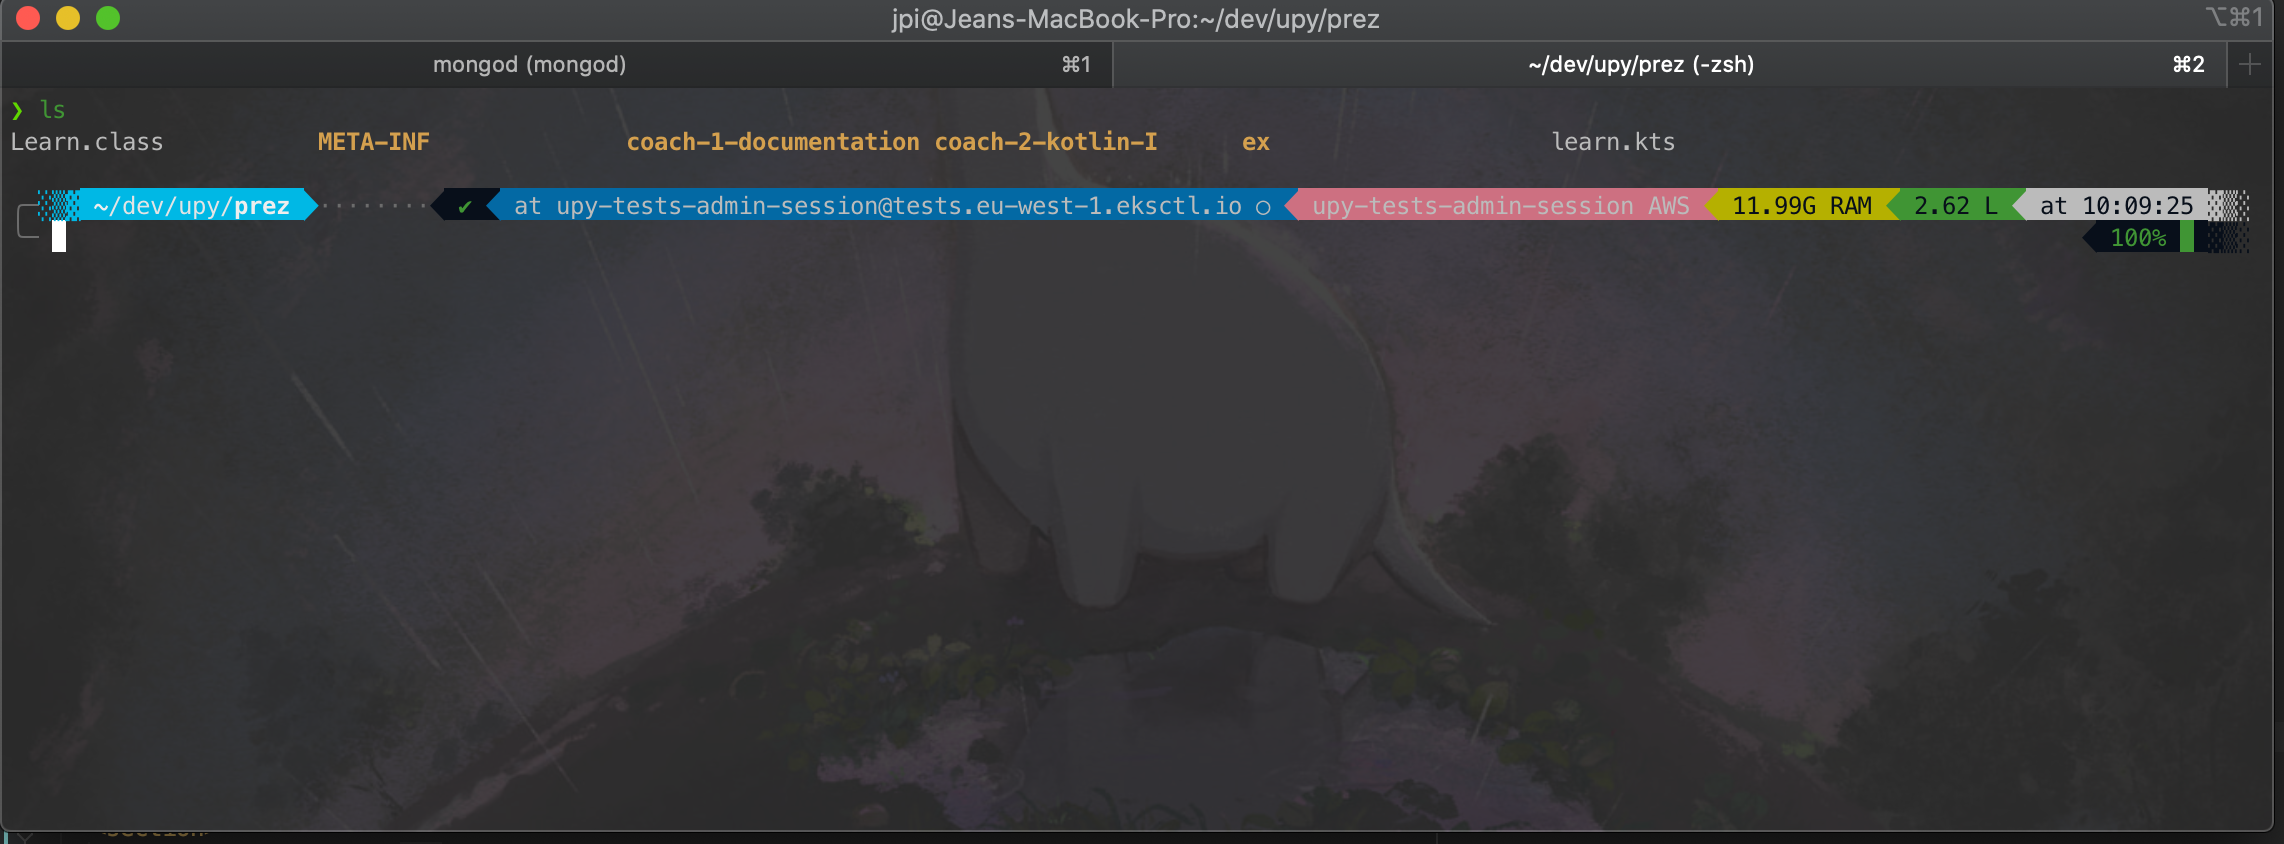 jpi@Jeans-MacBook-Pro:~/dev/upy/prez ⌥⌘1
mongod (mongod) ⌘1 ~/dev/upy/prez (-zsh) ⌘2
❯ ls
Learn.class META-INF coach-1-documentation coach-2-kotlin-I ex learn.kts
~/dev/upy/prez ✔ at upy-tests-admin-session@tests.eu-west-1.eksctl.io ○ upy-tests-admin-session AWS 11.99G RAM 2.62 L at 10:09:25
100%